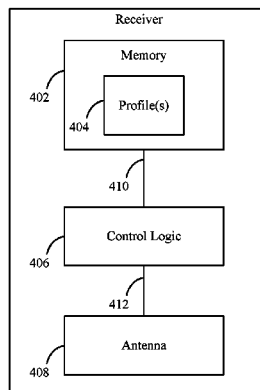 Receiver
Memory
402
404
Profile(s)
410
Control Logic
406
412
Antenna
408